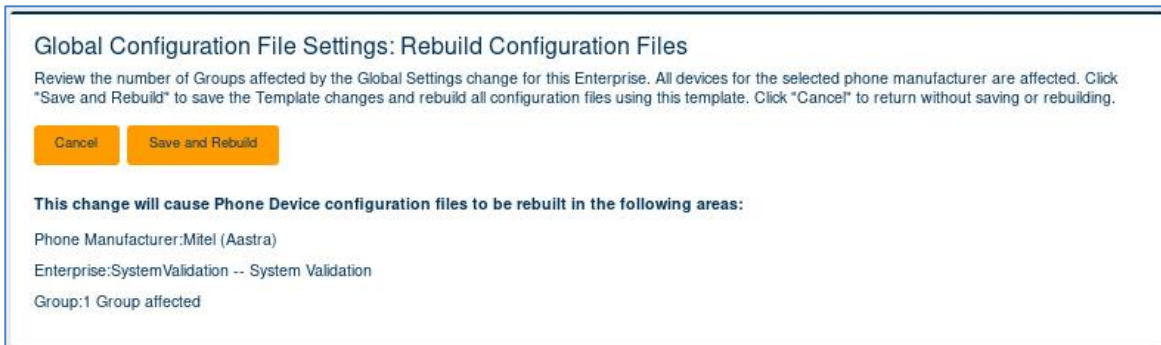 Global Configuration File Settings: Rebuild Configuration Files
Review the number of Groups affected by the Global Settings change for this Enterprise. All devices for the selected phone manufacturer are affected. Click
"Save and Rebuild" to save the Template changes and rebuild all configuration files using this template. Click "Cancel" to return without saving or rebuilding.
Cancel Save and Rebuild
This change will cause Phone Device configuration files to be rebuilt in the following areas:
Phone Manufacturer:Mitel (Aastra)
Enterprise:SystemValidation -- System Validation
Group:1 Group affected